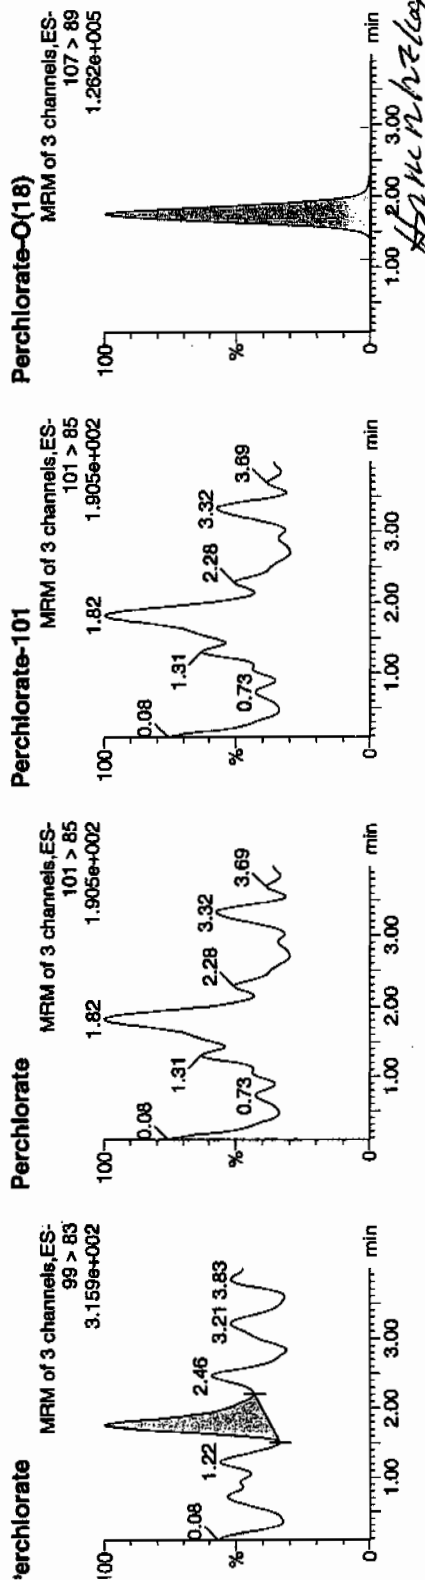 erchlorate
MRM of 3 channels,ES-
99 > 83
3.159e+002
100
%
0
0.08
1.22
2.46
3.21
3.83
1.00
2.00
3.00
min
Perchlorate
MRM of 3 channels,ES-
101 > 85
1.905e+002
100
%
0
0.08
0.73
1.31
1.82
2.28
3.32
3.69
1.00
2.00
3.00
min
Perchlorate-101
MRM of 3 channels,ES-
101 > 85
1.905e+002
100
%
0
0.08
0.73
1.31
1.82
2.28
3.32
3.69
1.00
2.00
3.00
min
Perchlorate-O(18)
MRM of 3 channels,ES-
107 > 89
1.262e+005
100
%
0
1.00
2.00
3.00
min